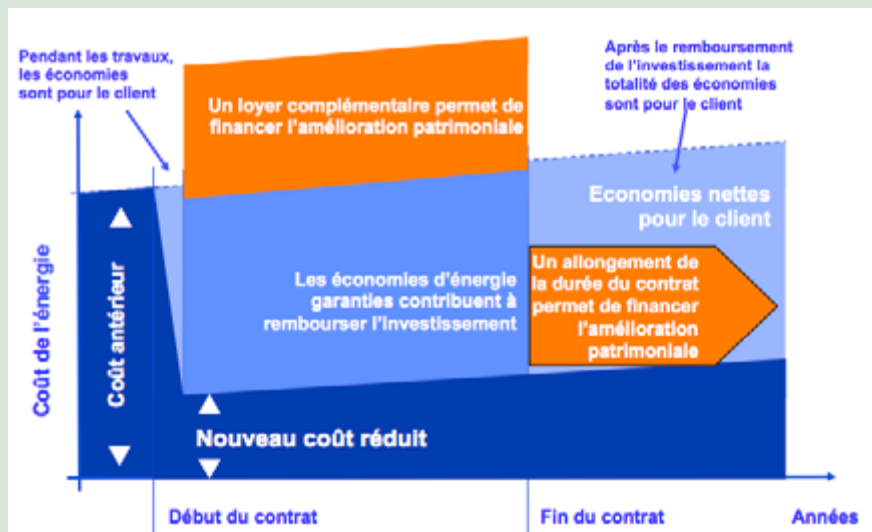 Pendant les travaux,
les économies
sont pour le client
Un loyer complémentaire permet de
financer l'amélioration patrimoniale
Après le remboursement
de l'investissement la
totalité des économies
sont pour le client
Economies nettes
pour le client
Coût de l'énergie
Coût antérieur
Les économies d'énergie
garanties contribuent à
rembourser l'investissement
Un allongement de
la durée du contrat
permet de financer
l'amélioration
patrimoniale
Nouveau coût réduit
Début du contrat
Fin du contrat
Années